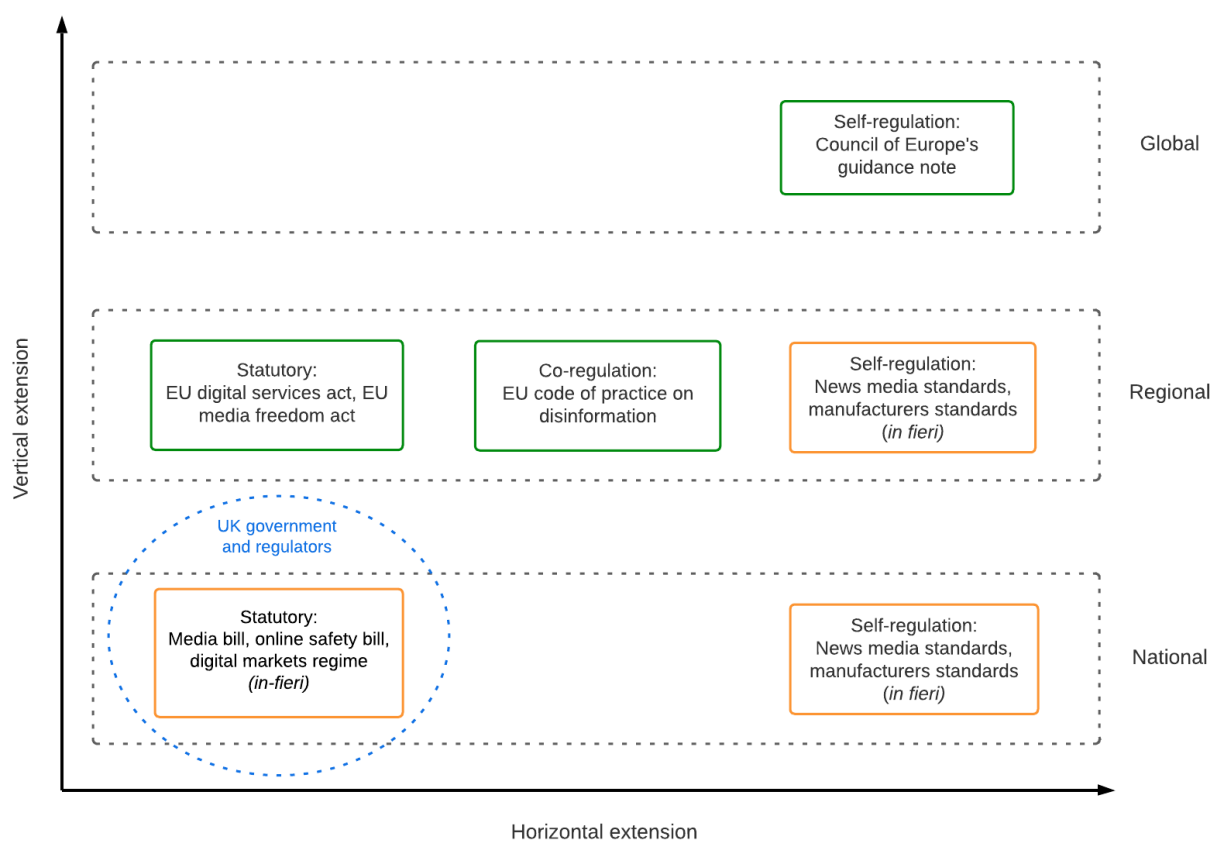 Self-regulation:
Council of Europe's
guidance note
Global
Vertical extension
Statutory:
EU digital services act, EU
media freedom act
Co-regulation:
EU code of practice on
disinformation
Self-regulation:
News media standards,
manufacturers standards
(in fieri)
Regional
UK government
and regulators
Statutory:
Media bill, online safety bill,
digital markets regime
(in-fieri)
Self-regulation:
News media standards,
manufacturers standards
(in fieri)
National
Horizontal extension